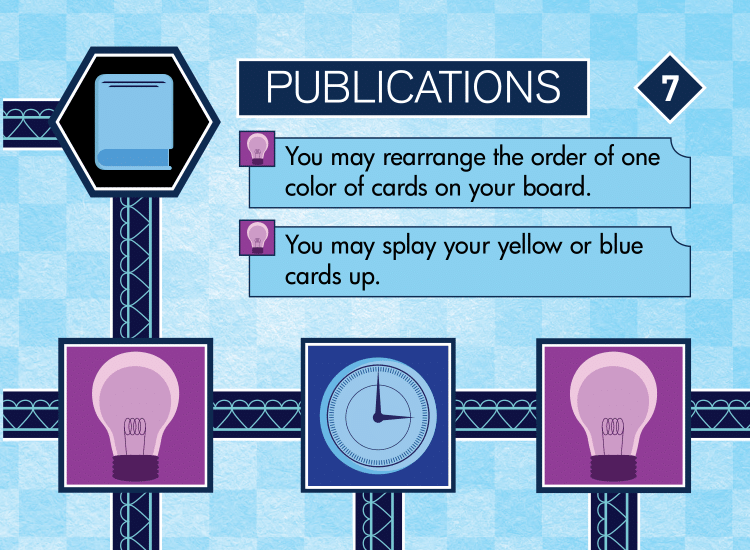 PUBLICATIONS
7
You may rearrange the order of one
color of cards on your board.
You may splay your yellow or blue
cards up.